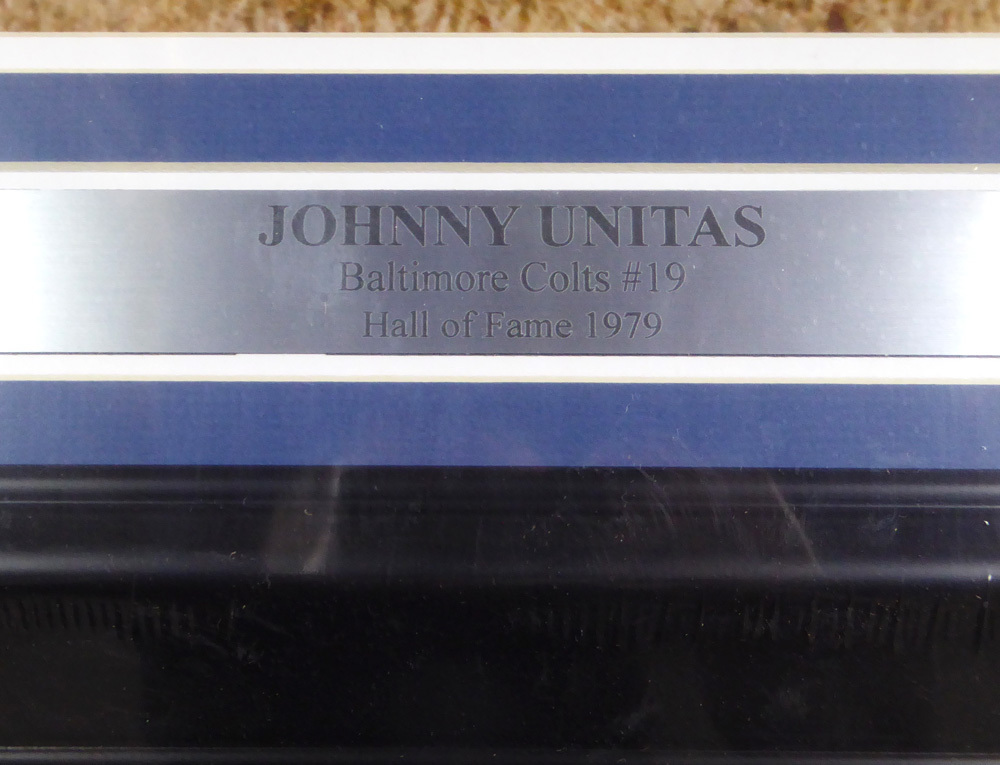 JOHNNY UNITAS
Baltimore Colts #19
Hall of Fame 1979